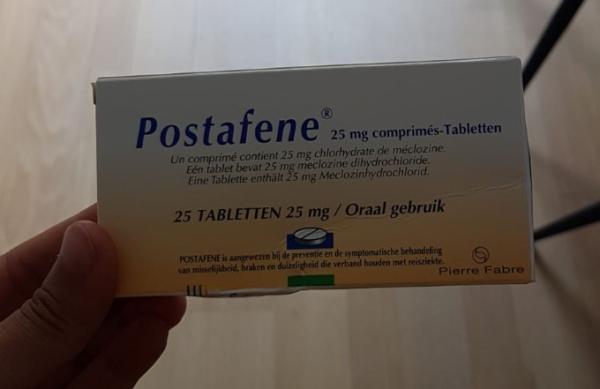 Postafene® 25 mg comprimés-Tabletten
Un comprimé contient 25 mg chlorhydrate de méclozine.
Eén tablet bevat 25 mg meclozine dihydrochloride.
Eine Tablette enthält 25 mg Meclozinhydrochlorid.
25 TABLETTEN 25 mg / Oraal gebruik
POSTAFENE is aangewezen bij de preventie en de symptomatische behandeling
van misselijkheid, braken en duizeligheid die verband houden met reisziekte.
Pierre Fabre